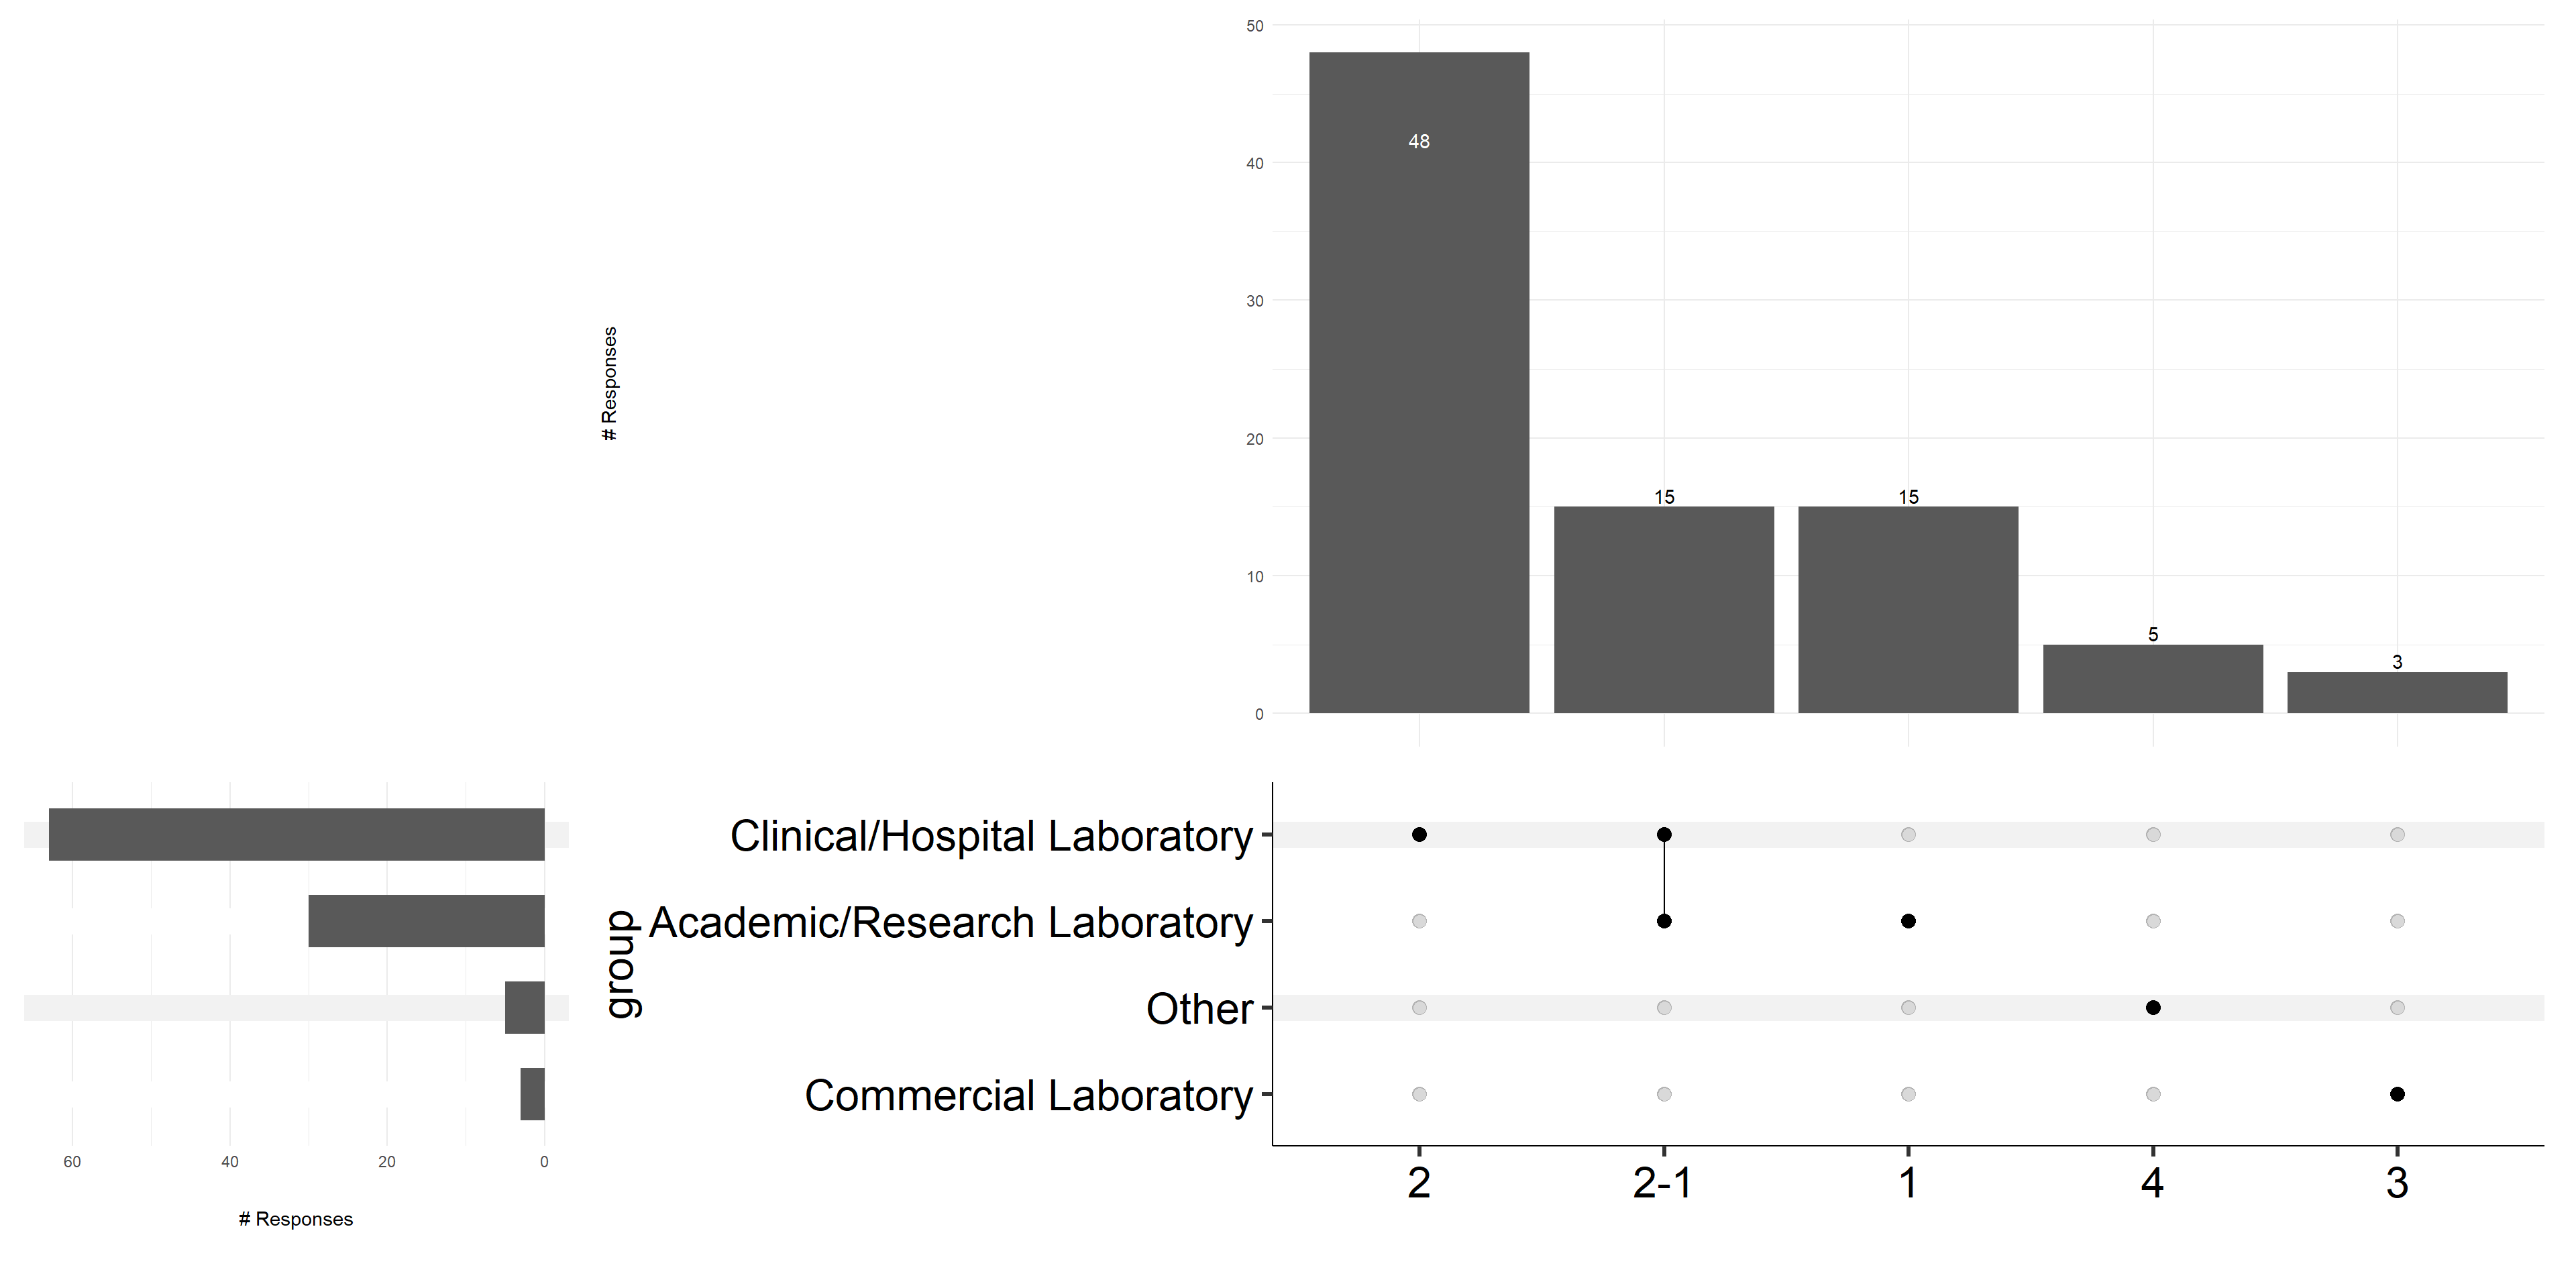 50
40
30
20
10
0
# Responses
48
15
15
5
3
Clinical/Hospital Laboratory
Academic/Research Laboratory
Other
Commercial Laboratory
group
60 40 20 0
# Responses
2 2-1 1 4 3